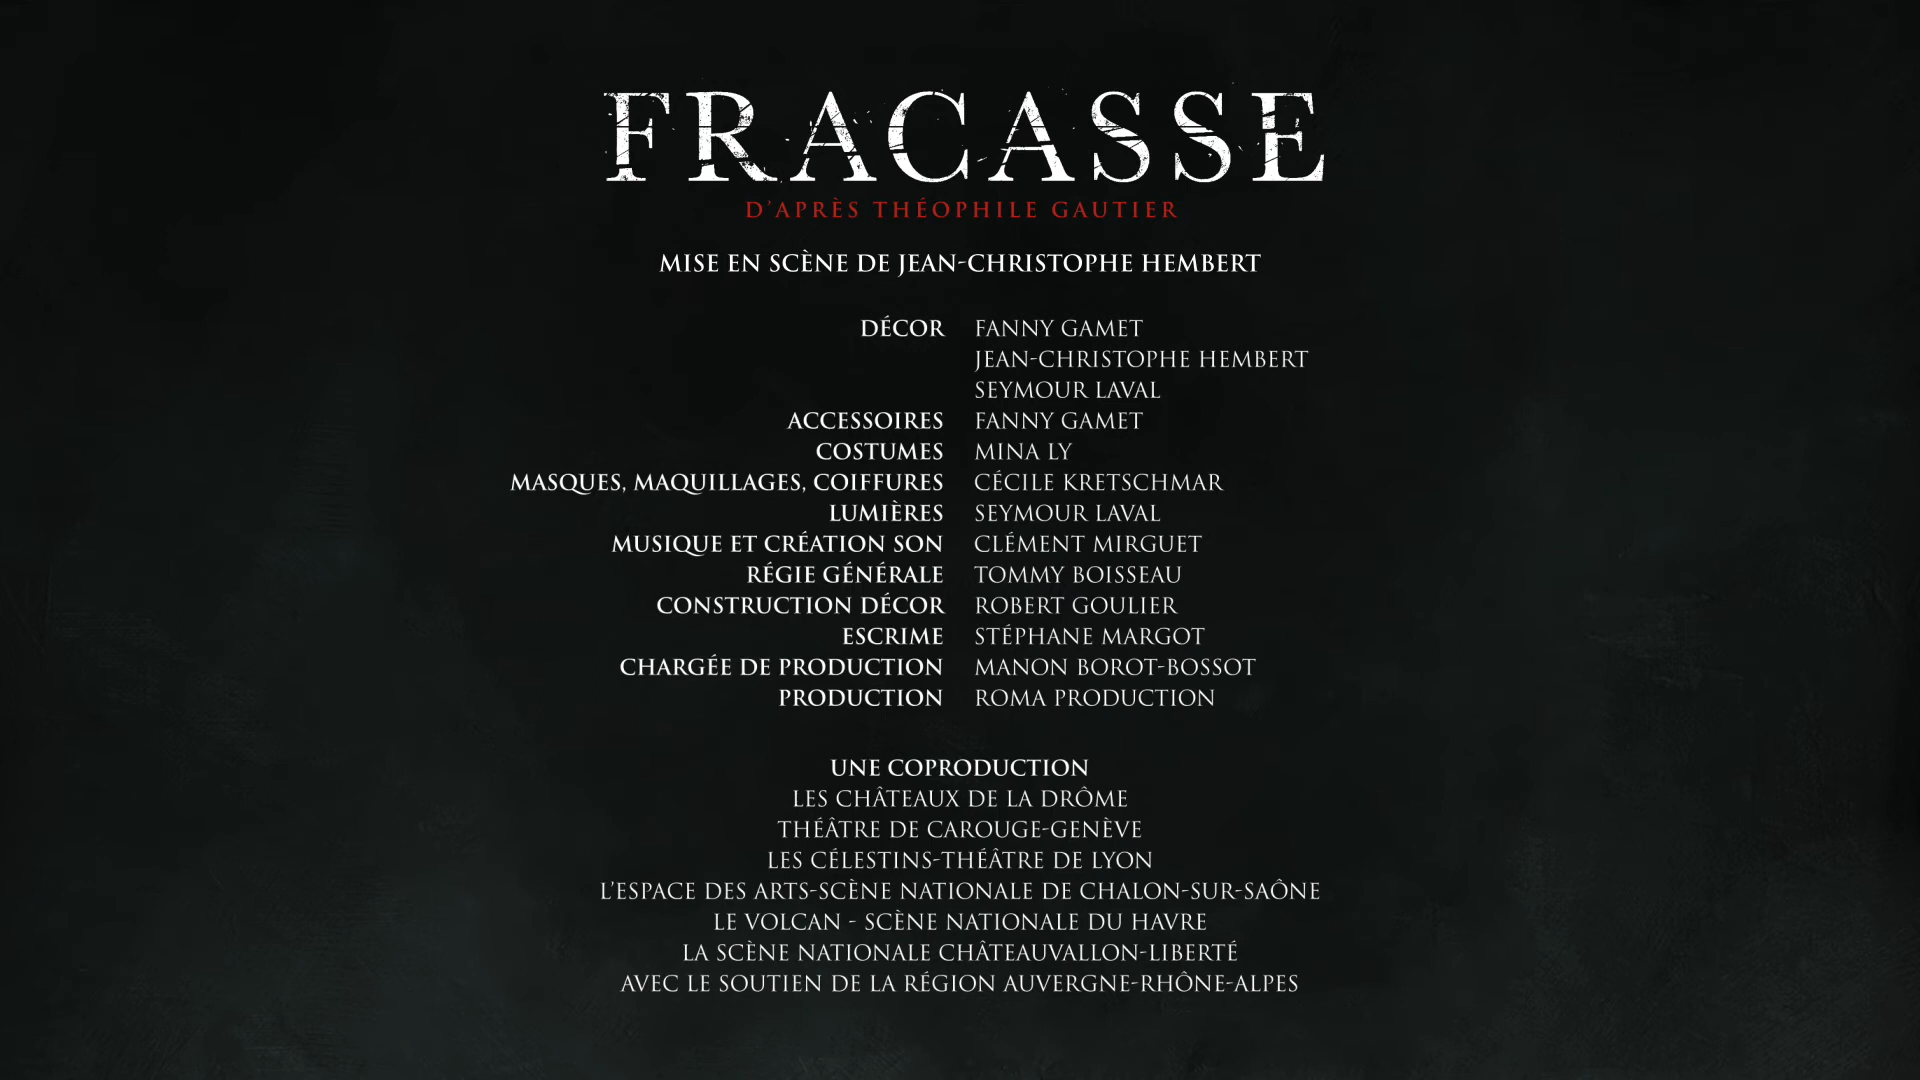 FRACASSE
D'APRÈS THÉOPHILE GAUTIER
MISE EN SCÈNE DE JEAN-CHRISTOPHE HEMBERT
DÉCOR FANNY GAMET
JEAN-CHRISTOPHE HEMBERT
SEYMOUR LAVAL
ACCESSOIRES FANNY GAMET
COSTUMES MINA LY
MASQUES, MAQUILLAGES, COIFFURES CÉCILE KRETSCHMAR
LUMIÈRES SEYMOUR LAVAL
MUSIQUE ET CRÉATION SON CLÉMENT MIRGUET
RÉGIE GÉNÉRALE TOMMY BOISSEAU
CONSTRUCTION DÉCOR ROBERT GOULIER
ESCRIME STÉPHANE MARGOT
CHARGÉE DE PRODUCTION MANON BOROT-BOSSOT
PRODUCTION ROMA PRODUCTION
UNE COPRODUCTION
LES CHÂTEAUX DE LA DRÔME
THÉÂTRE DE CAROUGE-GENÈVE
LES CÉLESTINS-THÉÂTRE DE LYON
L'ESPACE DES ARTS-SCÈNE NATIONALE DE CHALON-SUR-SAÔNE
LE VOLCAN - SCÈNE NATIONALE DU HAVRE
LA SCÈNE NATIONALE CHÂTEAUVALLON-LIBERTÉ
AVEC LE SOUTIEN DE LA RÉGION AUVERGNE-RHÔNE-ALPES